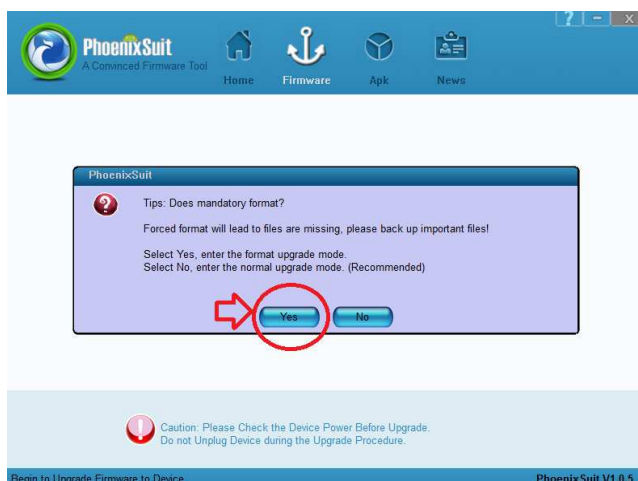 ? - X
PhoenixSuit
A Convinced Firmware Tool
Home Firmware Apk News
PhoenixSuit
Tips: Does mandatory format?
Forced format will lead to files are missing, please back up important files!
Select Yes, enter the format upgrade mode.
Select No, enter the normal upgrade mode. (Recommended)
Yes No
Caution: Please Check the Device Power Before Upgrade.
Do not Unplug Device during the Upgrade Procedure.
Begin to Upgrade Firmware to Device PhoenixSuit V1.0.5